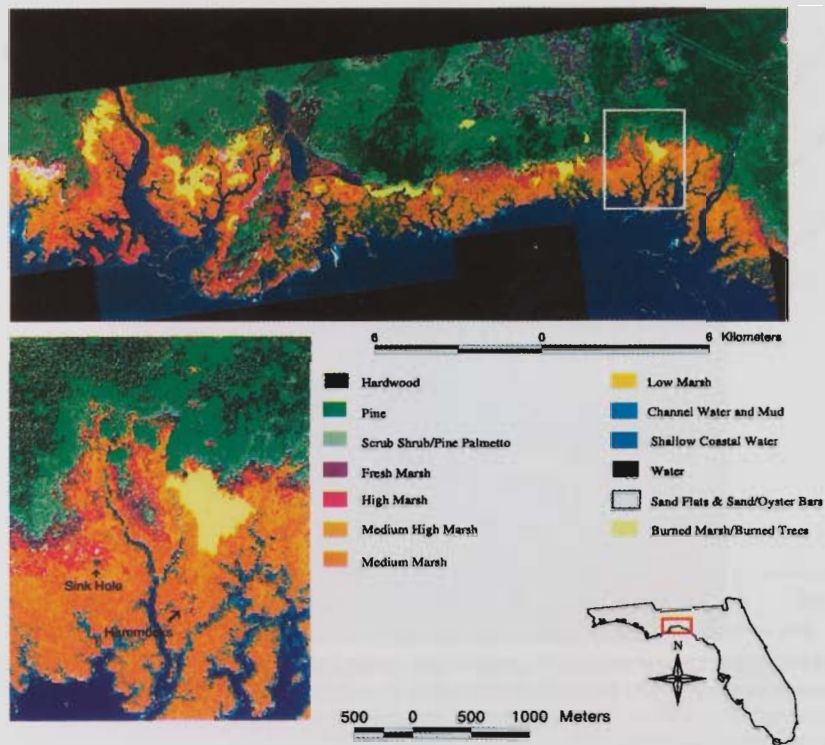 6 0 6 Kilometers
Hardwood
Pine
Scrub Shrub/Pine Palmetto
Fresh Marsh
High Marsh
Medium High Marsh
Medium Marsh
Low Marsh
Channel Water and Mud
Shallow Coastal Water
Water
Sand Flats & Sand/Oyster Bars
Burned Marsh/Burned Trees
Sink Hole
Hammocks
N
500 0 500 1000 Meters